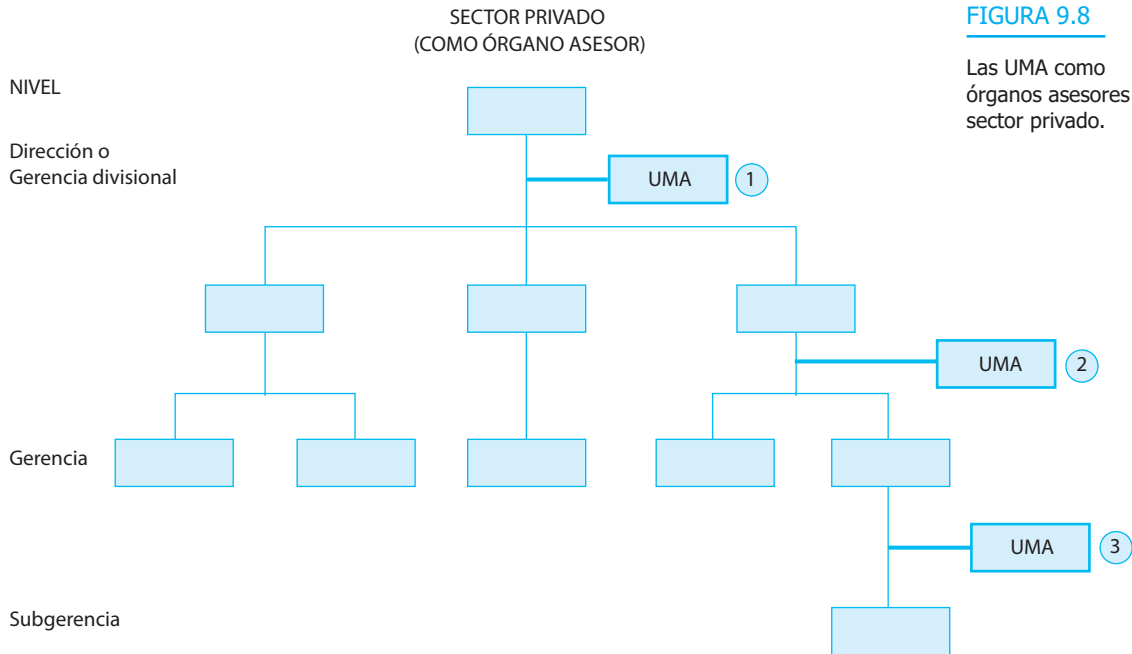 SECTOR PRIVADO
(COMO ÓRGANO ASESOR)
FIGURA 9.8
Las UMA como
órganos asesores
sector privado.
NIVEL
Dirección o
Gerencia divisional
UMA 1
UMA 2
Gerencia
UMA 3
Subgerencia